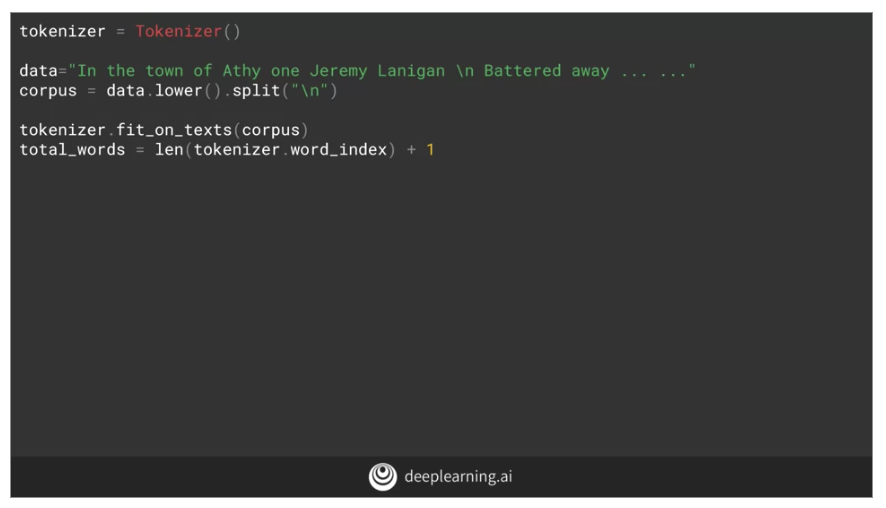 tokenizer = Tokenizer()
data="In the town of Athy one Jeremy Lanigan \n Battered away ... ..."
corpus = data.lower().split("\n")
tokenizer.fit_on_texts(corpus)
total_words = len(tokenizer.word_index) + 1
deeplearning.ai